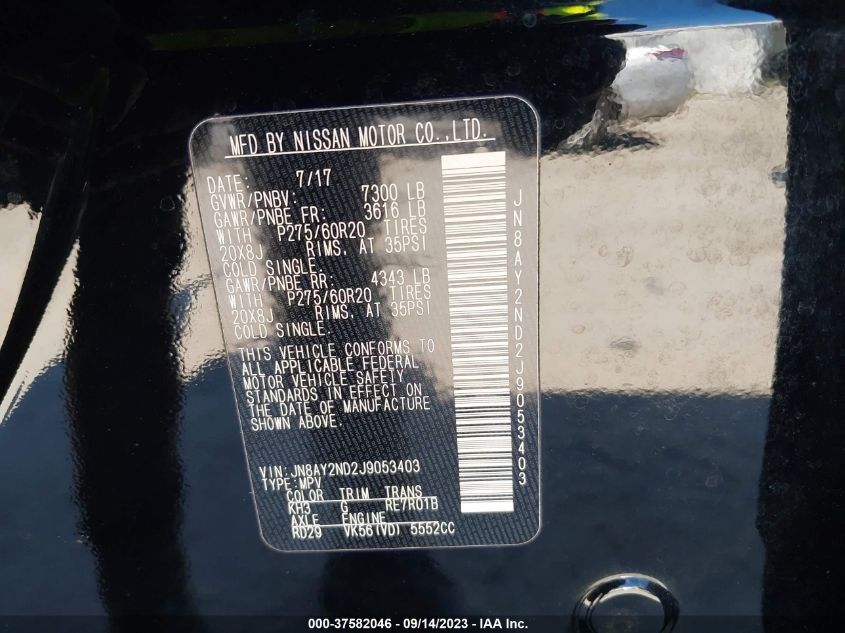 MFD BY NISSAN MOTOR CO.,LTD.
DATE: 7/17
GVWR/PNBV: 7300 LB
GAWR/PNBE FR: 3616 LB
WITH P275/60R20 TIRES
20X8J RIMS, AT 35PSI
COLD SINGLE.
GAWR/PNBE RR: 4343 LB
WITH P275/60R20 TIRES
20X8J RIMS, AT 35PSI
COLD SINGLE.
THIS VEHICLE CONFORMS TO
ALL APPLICABLE FEDERAL
MOTOR VEHICLE SAFETY
STANDARDS IN EFFECT ON
THE DATE OF MANUFACTURE
SHOWN ABOVE.
VIN:JN8AY2ND2J9053403
TYPE:MPV
COLOR TRIM TRANS
KH3 G RE7R01B
AXLE ENGINE
RD29 VK56(VD) 5552CC
JN8AY2ND2J9053403
000-37582046 - 09/14/2023 - IAA Inc.